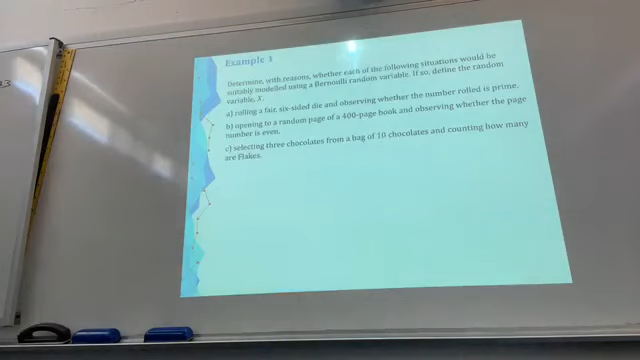 Example 3
Determine, with reasons, whether each of the following situations would be
suitably modelled using a Bernoulli random variable. If so, define the random
variable, X.
a) rolling a fair, six-sided die and observing whether the number rolled is prime.
b) opening to a random page of a 400-page book and observing whether the page
number is even.
c) selecting three chocolates from a bag of 10 chocolates and counting how many
are Flakes.